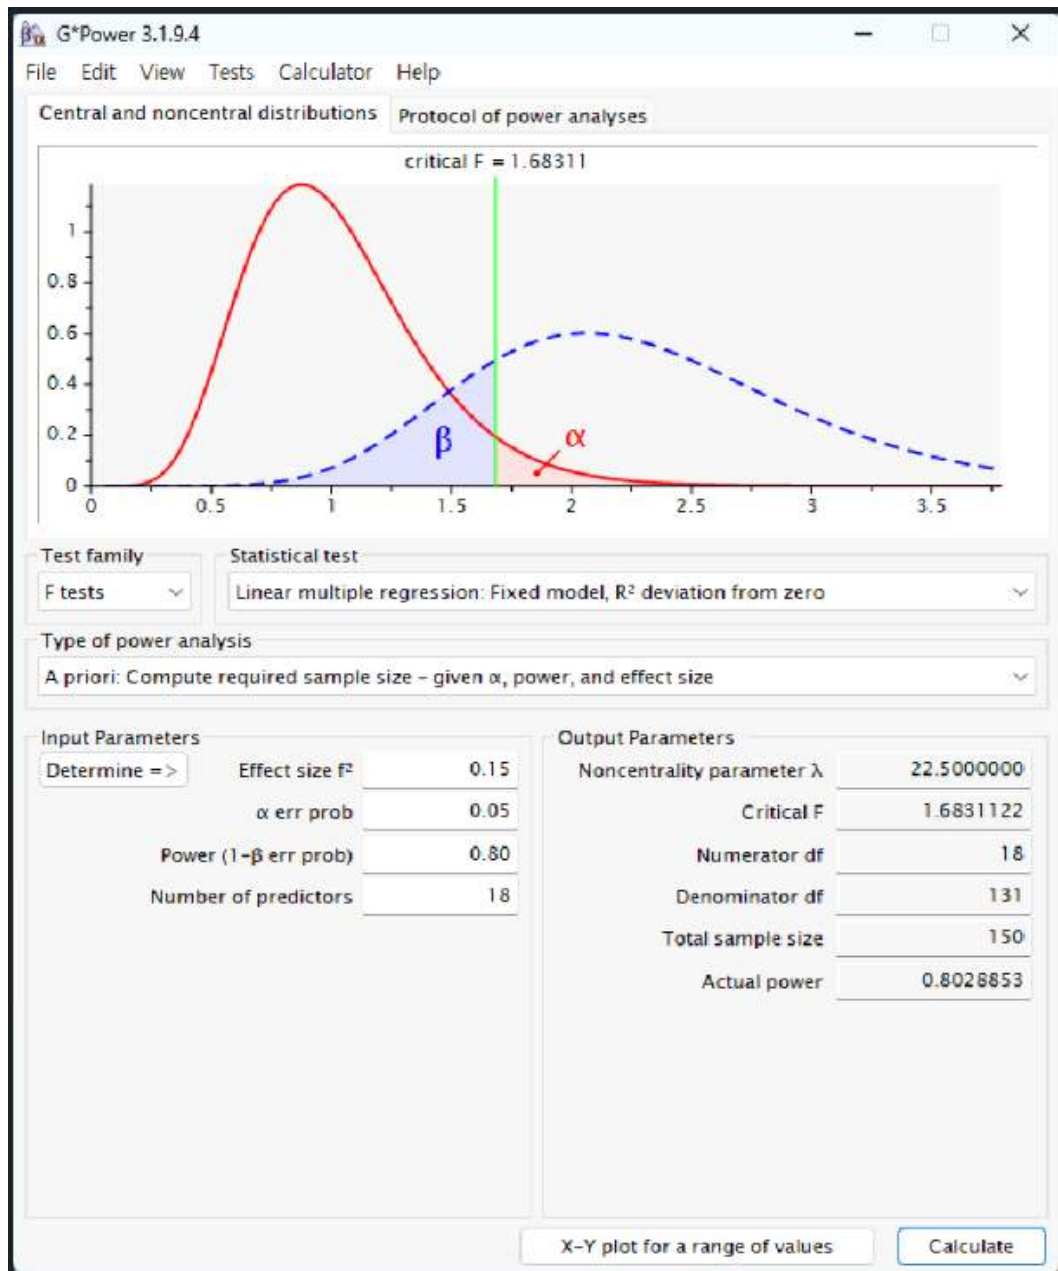 G*Power 3.1.9.4
File Edit View Tests Calculator Help
Central and noncentral distributions Protocol of power analyses
critical F = 1.68311
1
0.8
0.6
0.4
0.2
0
β
α
0 0.5 1 1.5 2 2.5 3 3.5
Test family Statistical test
F tests Linear multiple regression: Fixed model, R² deviation from zero
Type of power analysis
A priori: Compute required sample size – given α, power, and effect size
Input Parameters Output Parameters
Determine => Effect size f² 0.15 Noncentrality parameter λ 22.5000000
α err prob 0.05 Critical F 1.6831122
Power (1-β err prob) 0.80 Numerator df 18
Number of predictors 18 Denominator df 131
Total sample size 150
Actual power 0.8028853
X-Y plot for a range of values Calculate